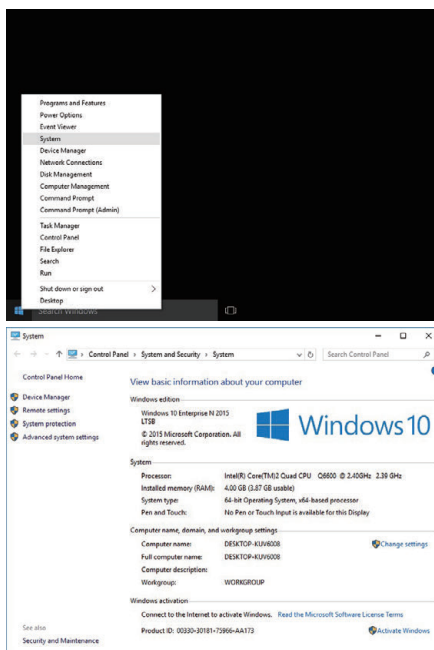 Programs and Features
Power Options
Event Viewer
System
Device Manager
Network Connections
Disk Management
Computer Management
Command Prompt
Command Prompt (Admin)
Task Manager
Control Panel
File Explorer
Search
Run
Shut down or sign out
Desktop
Search Windows
System
Control Panel › System and Security › System
Search Control Panel
Control Panel Home
Device Manager
Remote settings
System protection
Advanced system settings
View basic information about your computer
Windows edition
Windows 10 Enterprise N 2015
LTSB
© 2015 Microsoft Corporation. All
rights reserved.
Windows 10
System
Processor: Intel(R) Core(TM)2 Quad CPU Q6600 @ 2.40GHz 2.39 GHz
Installed memory (RAM): 4.00 GB (3.87 GB usable)
System type: 64-bit Operating System, x64-based processor
Pen and Touch: No Pen or Touch Input is available for this Display
Computer name, domain, and workgroup settings
Computer name: DESKTOP-KUV6008 Change settings
Full computer name: DESKTOP-KUV6008
Computer description:
Workgroup: WORKGROUP
Windows activation
Connect to the Internet to activate Windows. Read the Microsoft Software License Terms
Product ID: 00330-30181-75966-AA173 Activate Windows
See also
Security and Maintenance